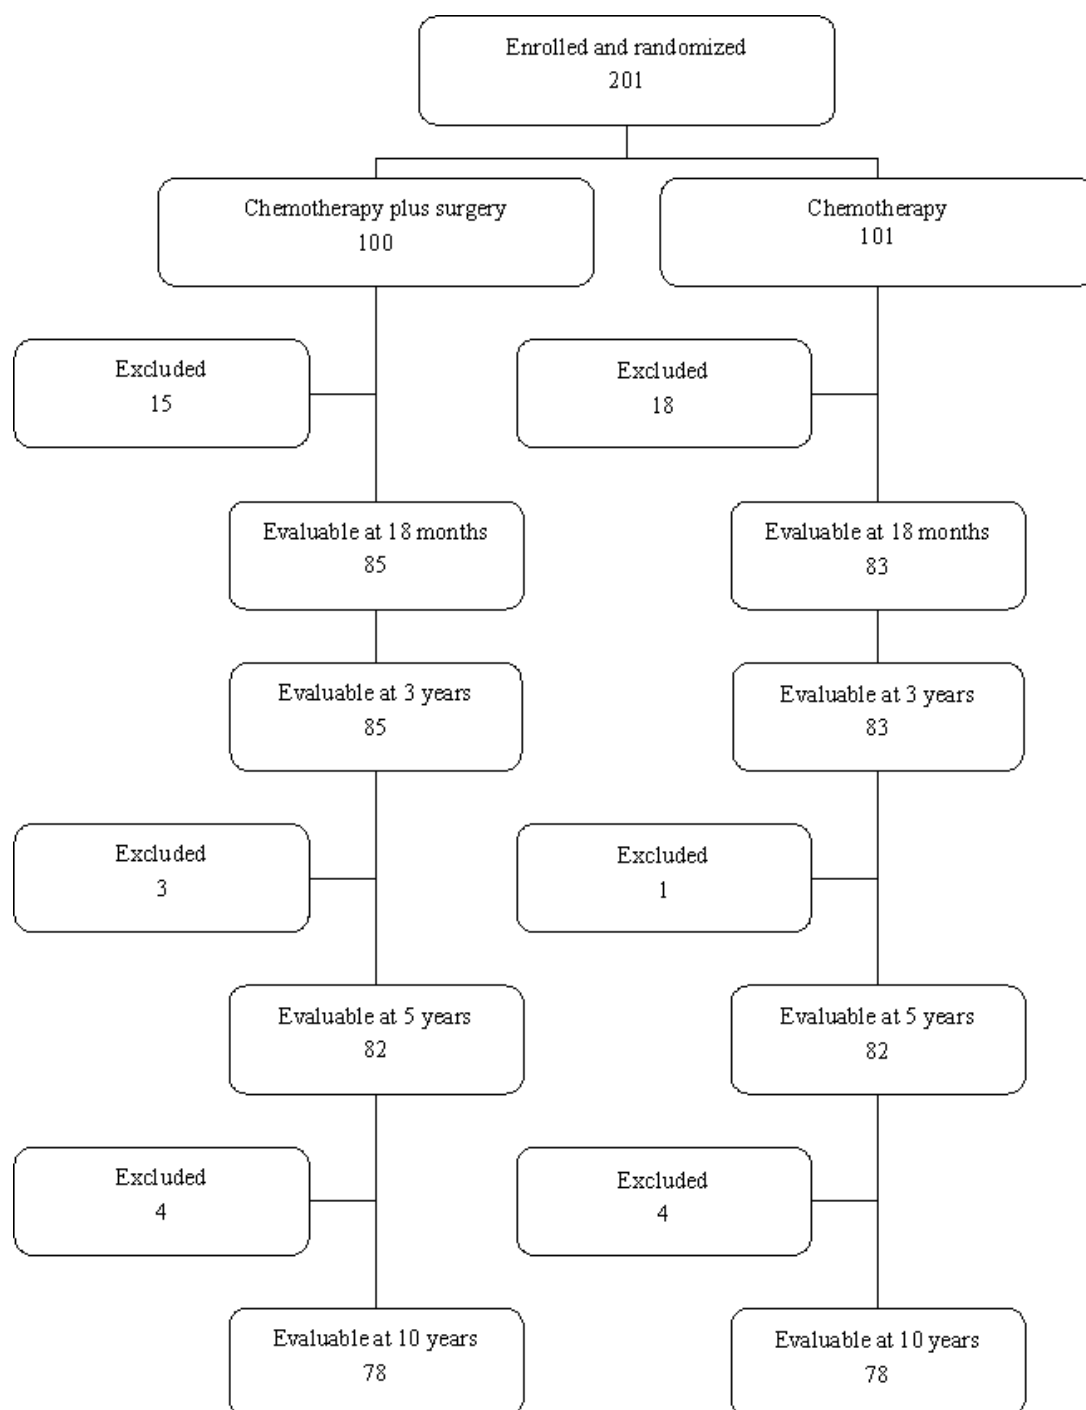 Enrolled and randomized
201
Chemotherapy plus surgery
100
Chemotherapy
101
Excluded
15
Excluded
18
Evaluable at 18 months
85
Evaluable at 18 months
83
Evaluable at 3 years
85
Evaluable at 3 years
83
Excluded
3
Excluded
1
Evaluable at 5 years
82
Evaluable at 5 years
82
Excluded
4
Excluded
4
Evaluable at 10 years
78
Evaluable at 10 years
78